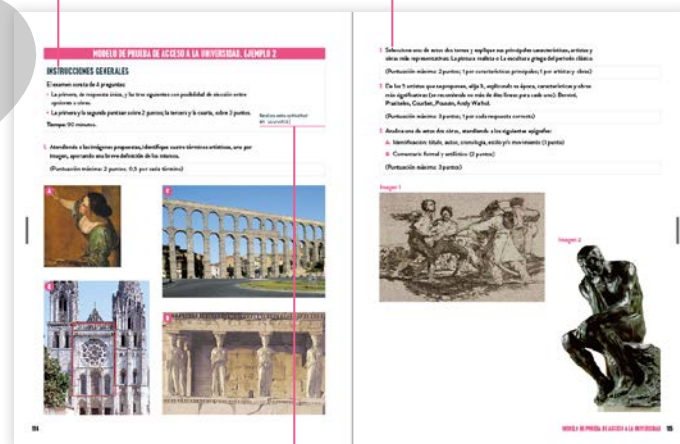 MODELO DE PRUEBA DE ACCESO A LA UNIVERSIDAD. EJEMPLO 2
INSTRUCCIONES GENERALES
El examen consta de 4 preguntas:
- La primera, de respuesta única, y las tres siguientes con posibilidad de elección entre
opciones u obras.
- La primera y la segunda puntúan sobre 2 puntos; la tercera y la cuarta, sobre 3 puntos.
Tiempo: 90 minutos.
Realiza esta actividad
en
1. Atendiendo a las imágenes propuestas, identifique cuatro términos artísticos, uno por
imagen, aportando una breve definición de los mismos.
(Puntuación máxima: 2 puntos; 0,5 por cada término)
A
C
D
1. Seleccione uno de estos dos temas y explique sus principales características, artistas y
obras más representativas: La pintura realista o La escultura griega del período clásico.
(Puntuación máxima: 2 puntos; 1 por características principales; 1 por artistas y obras)
2. De los 5 artistas que se proponen, elija 3, explicando su época, características y obras
más significativas (se recomienda no más de diez líneas para cada uno): Bernini,
Praxíteles, Courbet, Poussin, Andy Warhol.
(Puntuación máxima: 3 puntos; 1 por cada respuesta correcta)
3. Analice una de estas dos obras, atendiendo a los siguientes epígrafes:
A. Identificación: título, autor, cronología, estilo y/o movimiento (1 punto)
B. Comentario formal y estilístico (2 puntos)
(Puntuación máxima: 3 puntos)
Imagen 1
Imagen 2
MODELO DE PRUEBA DE ACCESO A LA UNIVERSIDAD